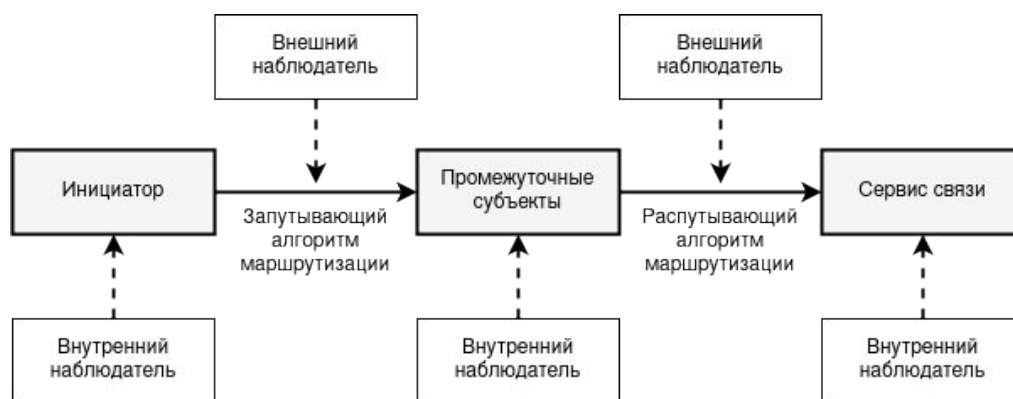 Внешний
наблюдатель
Внешний
наблюдатель
Инициатор
Промежуточные
субъекты
Сервис связи
Запутывающий
алгоритм
маршрутизации
Распутывающий
алгоритм
маршрутизации
Внутренний
наблюдатель
Внутренний
наблюдатель
Внутренний
наблюдатель